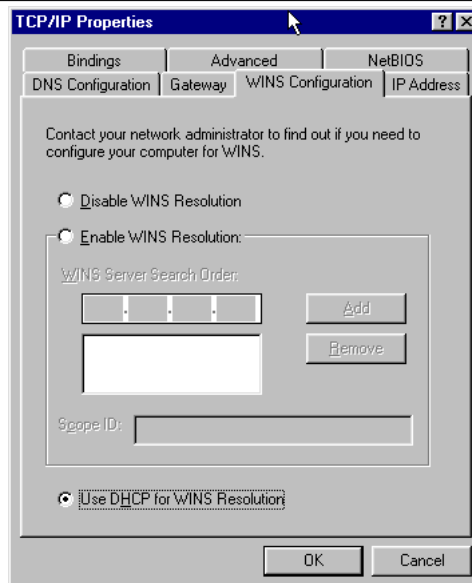 TCP/IP Properties
Bindings Advanced NetBIOS
DNS Configuration Gateway WINS Configuration IP Address
Contact your network administrator to find out if you need to
configure your computer for WINS.
Disable WINS Resolution
Enable WINS Resolution:
WINS Server Search Order:
Add
Remove
Scope ID:
Use DHCP for WINS Resolution
OK Cancel